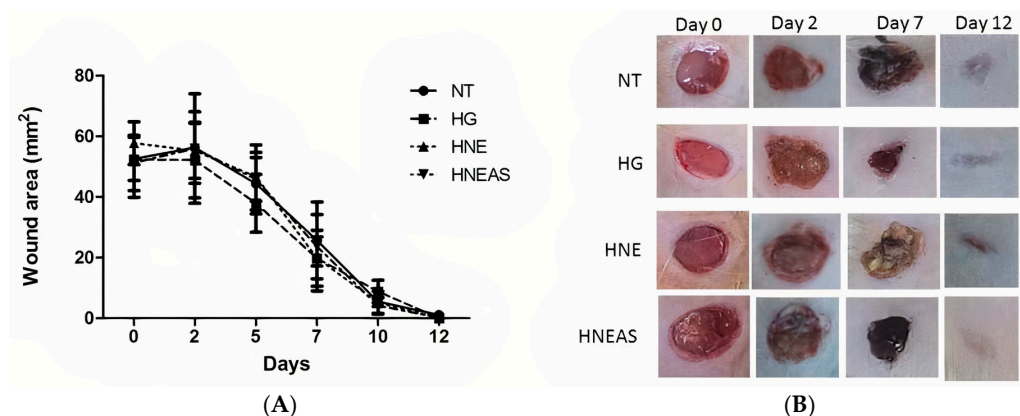 Day 0 Day 2 Day 7 Day 12
80
60
40
20
0
Wound area (mm²)
0 2 5 7 10 12
Days
NT
HG
HNE
HNEAS
NT
HG
HNE
HNEAS
(A) (B)